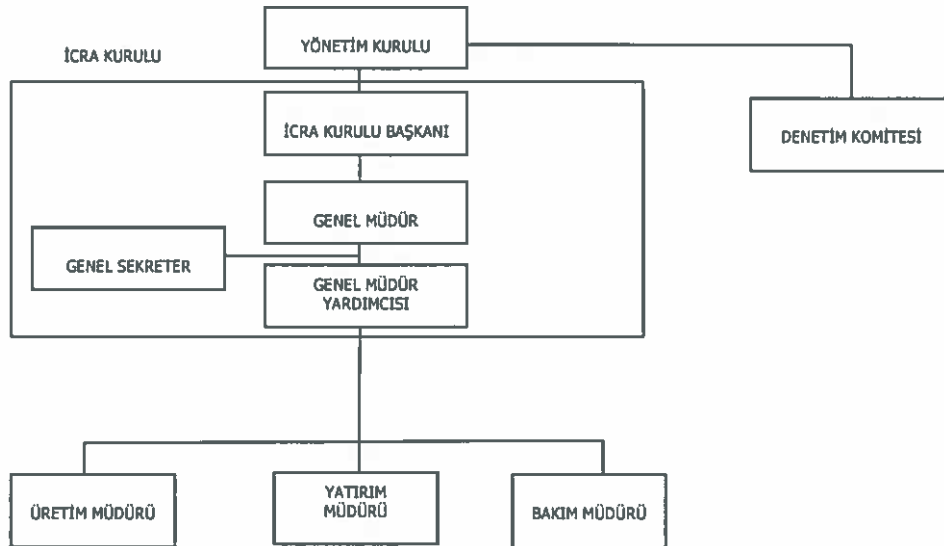 YÖNETİM KURULU
İCRA KURULU
İCRA KURULU BAŞKANI
DENETİM KOMİTESİ
GENEL MÜDÜR
GENEL SEKRETER
GENEL MÜDÜR
YARDIMCISI
ÜRETİM MÜDÜRÜ
YATIRIM
MÜDÜRÜ
BAKIM MÜDÜRÜ